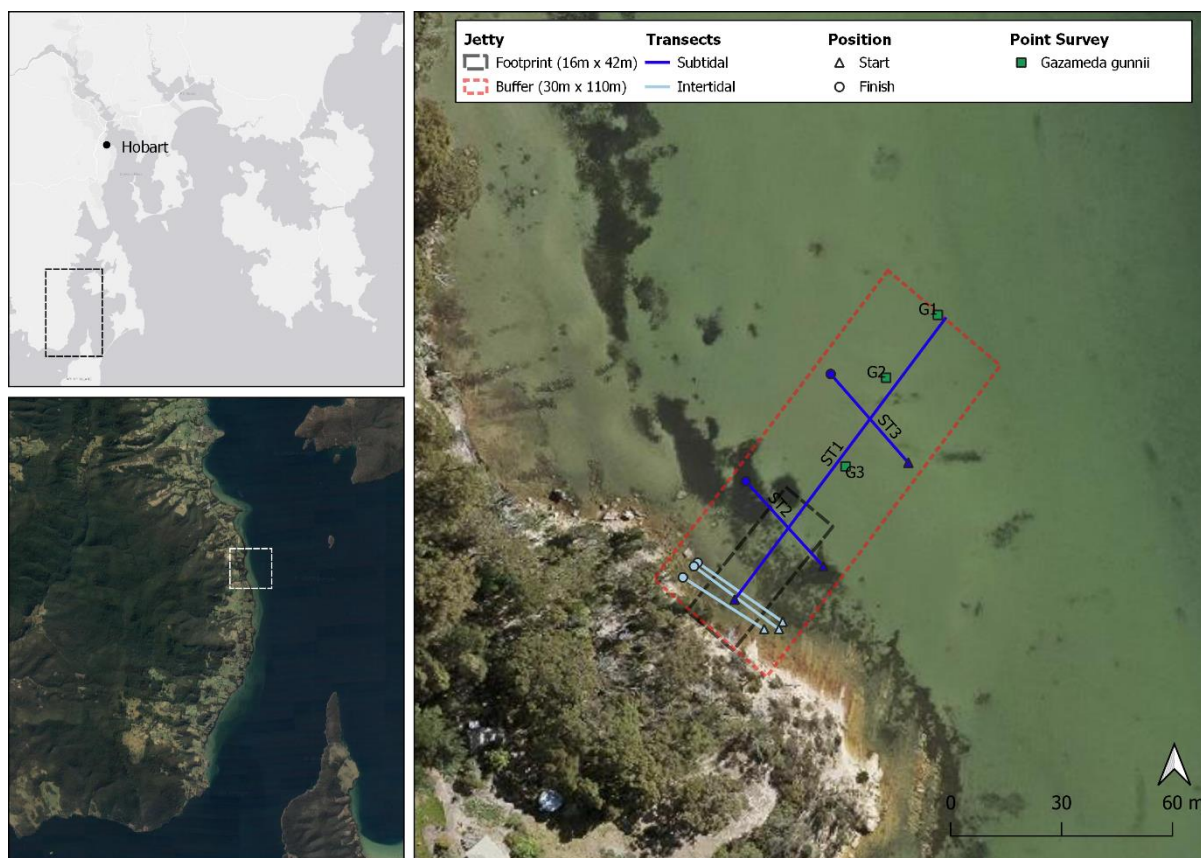 Hobart
Jetty
Footprint (16m x 42m)
Buffer (30m x 110m)
Transects
Subtidal
Intertidal
Position
Start
Finish
Point Survey
Gazameda gunnii
G1
G2
ST3
ST1
G3
ST2
0 30 60 m